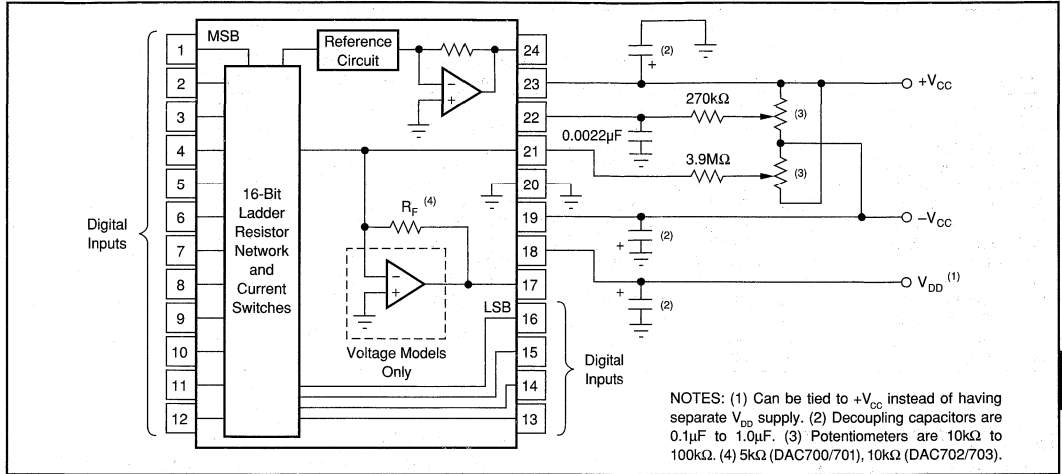 Digital
Inputs
1
2
3
4
5
6
7
8
9
10
11
12
MSB
16-Bit
Ladder
Resistor
Network
and
Current
Switches
Reference
Circuit
−
+
R_F (4)
−
+
Voltage Models
Only
LSB
24
23
22
21
20
19
18
17
16
15
14
13
Digital
Inputs
(2)
+
270kΩ
(3)
0.0022µF
3.9MΩ
(3)
+
(2)
+
(2)
+V_CC
−V_CC
V_DD (1)
NOTES: (1) Can be tied to +V_CC instead of having
separate V_DD supply. (2) Decoupling capacitors are
0.1µF to 1.0µF. (3) Potentiometers are 10kΩ to
100kΩ. (4) 5kΩ (DAC700/701), 10kΩ (DAC702/703).